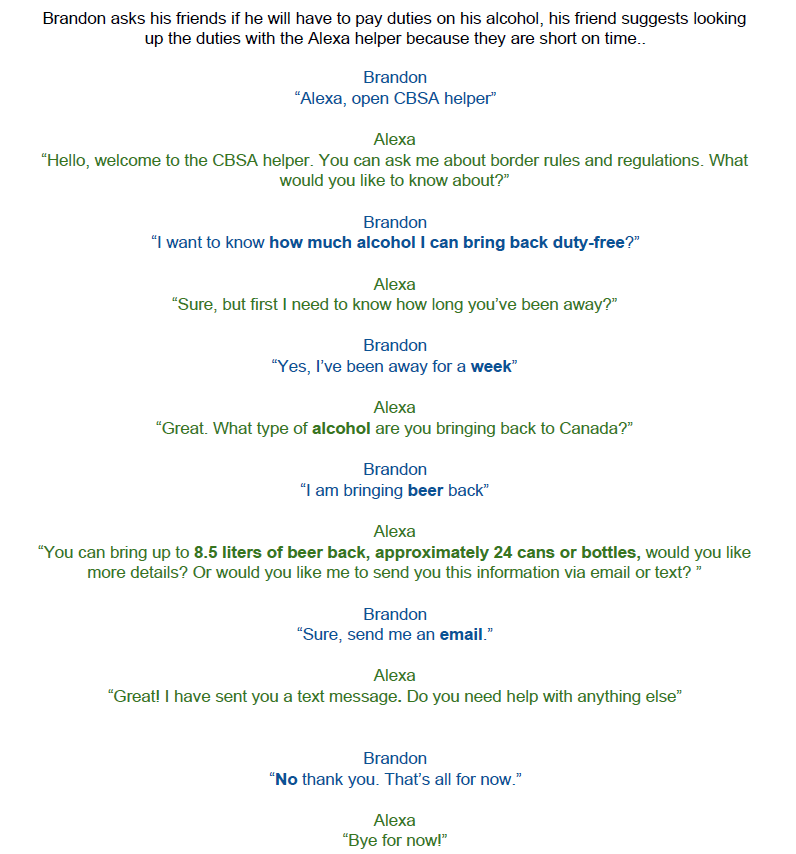 Brandon asks his friends if he will have to pay duties on his alcohol, his friend suggests looking
up the duties with the Alexa helper because they are short on time..
Brandon
“Alexa, open CBSA helper”
Alexa
“Hello, welcome to the CBSA helper. You can ask me about border rules and regulations. What
would you like to know about?”
Brandon
“I want to know how much alcohol I can bring back duty-free?”
Alexa
“Sure, but first I need to know how long you’ve been away?”
Brandon
“Yes, I’ve been away for a week”
Alexa
“Great. What type of alcohol are you bringing back to Canada?”
Brandon
“I am bringing beer back”
Alexa
“You can bring up to 8.5 liters of beer back, approximately 24 cans or bottles, would you like
more details? Or would you like me to send you this information via email or text? ”
Brandon
“Sure, send me an email.”
Alexa
“Great! I have sent you a text message. Do you need help with anything else”
Brandon
“No thank you. That’s all for now.”
Alexa
“Bye for now!”